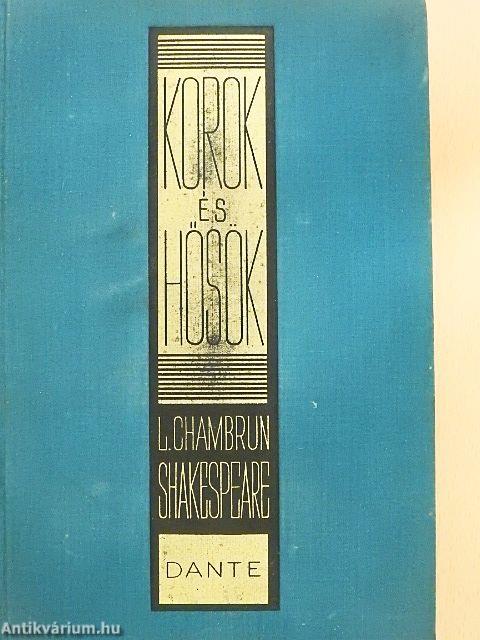 KOROK
ÉS
HŐSÖK
L.CHAMBRUN
SHAKESPEARE
DANTE
Antikvárium.hu